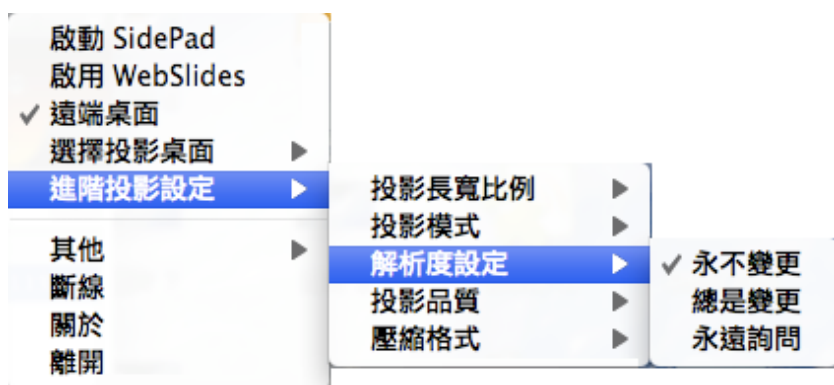 啟動 SidePad
啟用 WebSlides
✓ 遠端桌面
選擇投影桌面
進階投影設定
其他
斷線
關於
離開
投影長寬比例
投影模式
解析度設定
投影品質
壓縮格式
✓ 永不變更
總是變更
永遠詢問